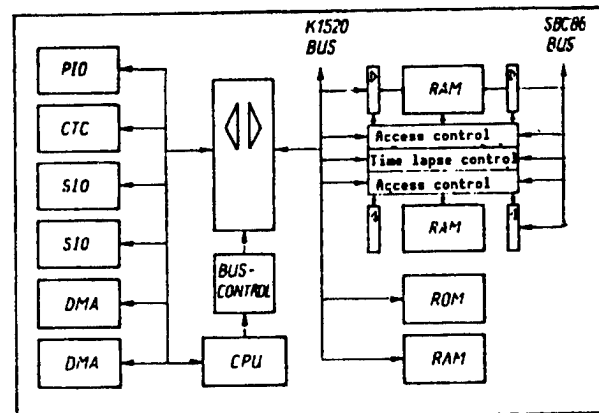 K1520
BUS
SBC86
BUS
PIO
CTC
SIO
SIO
DMA
DMA
BUS-
CONTROL
CPU
RAM
Access control
Time lapse control
Access control
RAM
ROM
RAM